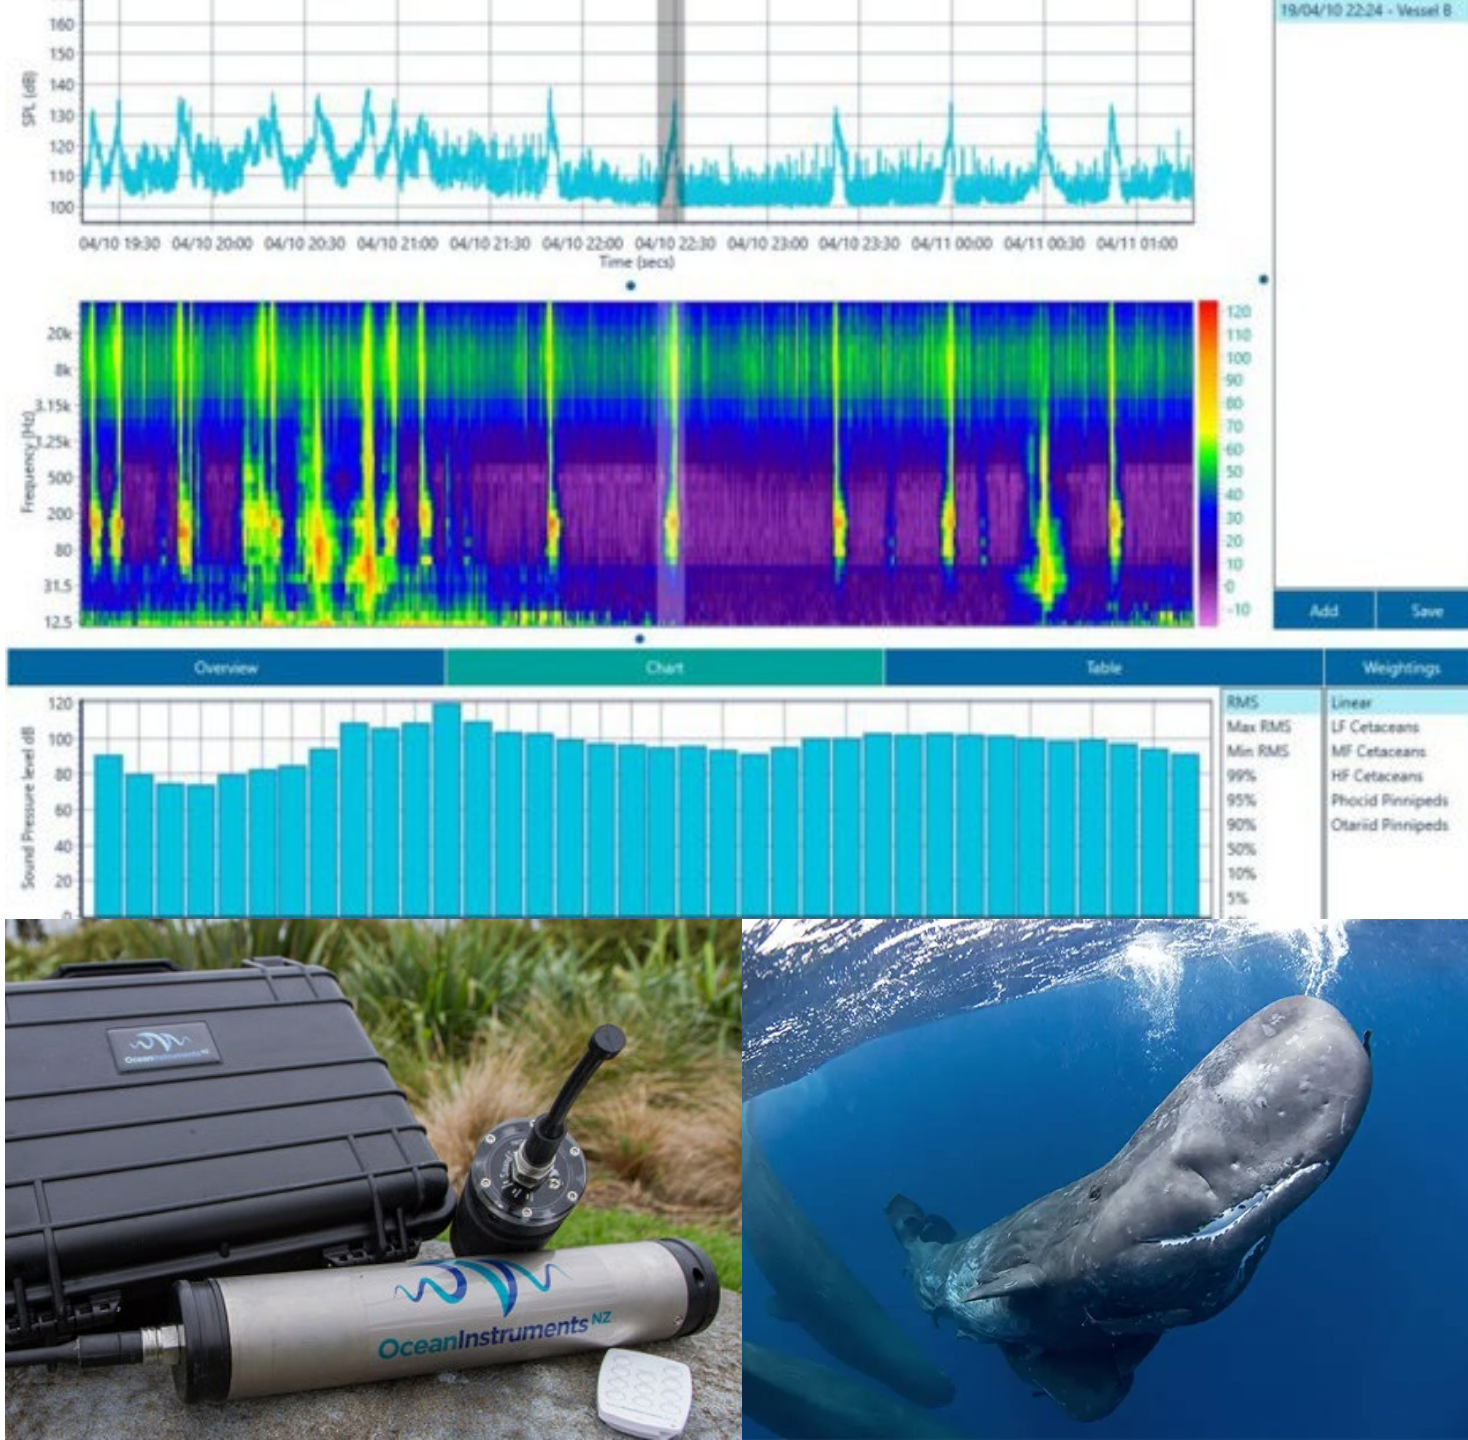 19/04/10 22:24 - Vessel B
160
150
140
130
120
110
100
SPL (dB)
04/10 19:30 04/10 20:00 04/10 20:30 04/10 21:00 04/10 21:30 04/10 22:00 04/10 22:30 04/10 23:00 04/10 23:30 04/11 00:00 04/11 00:30 04/11 01:00
Time (secs)
20k
8k
3.15k
1.25k
500
200
80
31.5
12.5
Frequency (Hz)
120
110
100
90
80
70
60
50
40
30
20
10
0
-10
Add Save
Overview Chart Table Weightings
120
100
80
60
40
20
0
Sound Pressure level dB
RMS
Max RMS
Min RMS
99%
95%
90%
50%
10%
5%
Linear
LF Cetaceans
MF Cetaceans
HF Cetaceans
Phocid Pinnipeds
Otariid Pinnipeds
OceanInstruments NZ
OceanInstruments NZ